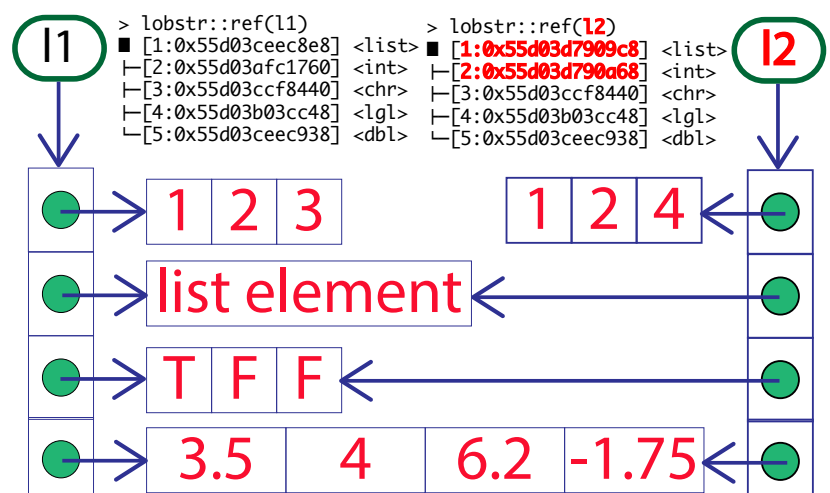 l1
> lobstr::ref(l1)
█ [1:0x55d03ceec8e8] <list>
├─[2:0x55d03afc1760] <int>
├─[3:0x55d03ccf8440] <chr>
├─[4:0x55d03b03cc48] <lgl>
└─[5:0x55d03ceec938] <dbl>
> lobstr::ref(l2)
█ [1:0x55d03d7909c8] <list>
├─[2:0x55d03d790a68] <int>
├─[3:0x55d03ccf8440] <chr>
├─[4:0x55d03b03cc48] <lgl>
└─[5:0x55d03ceec938] <dbl>
l2
1 2 3
1 2 4
list element
T F F
3.5 4 6.2 -1.75